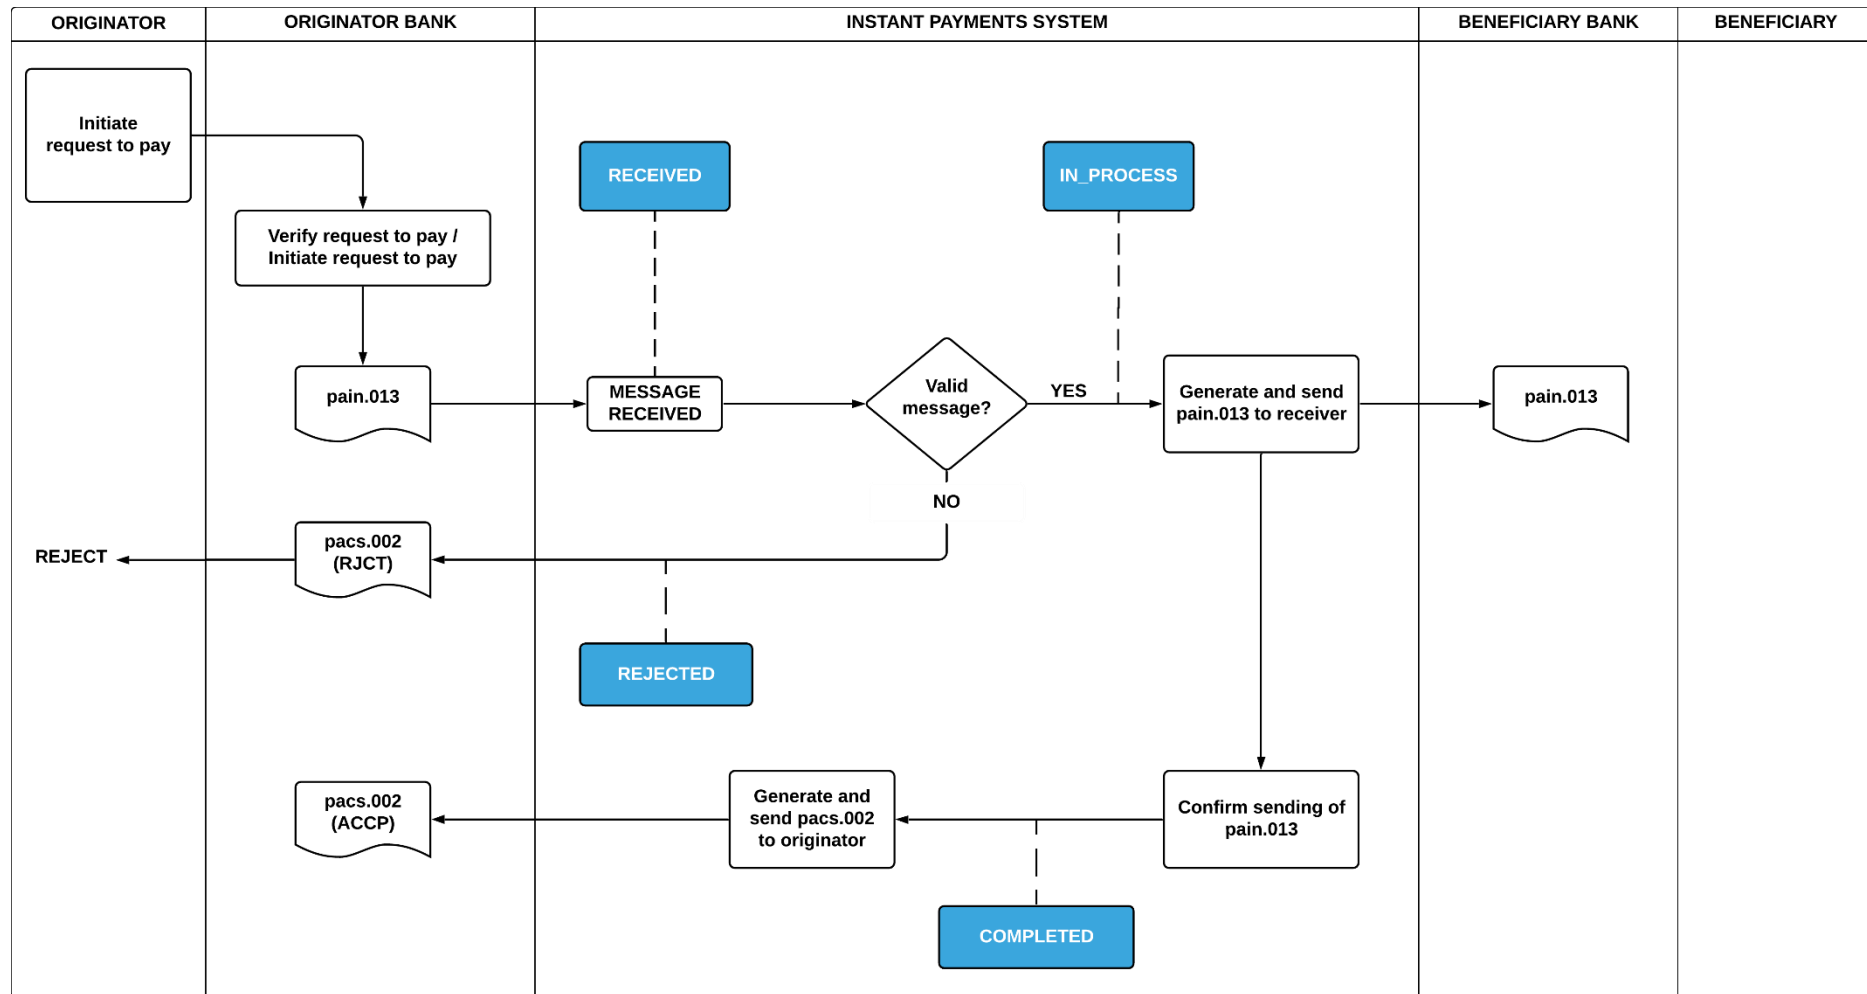 ORIGINATOR
ORIGINATOR BANK
INSTANT PAYMENTS SYSTEM
BENEFICIARY BANK
BENEFICIARY
Initiate
request to pay
RECEIVED
IN_PROCESS
Verify request to pay /
Initiate request to pay
pain.013
MESSAGE
RECEIVED
Valid
message?
YES
Generate and send
pain.013 to receiver
pain.013
NO
REJECT
pacs.002
(RJCT)
REJECTED
pacs.002
(ACCP)
Generate and
send pacs.002
to originator
Confirm sending of
pain.013
COMPLETED